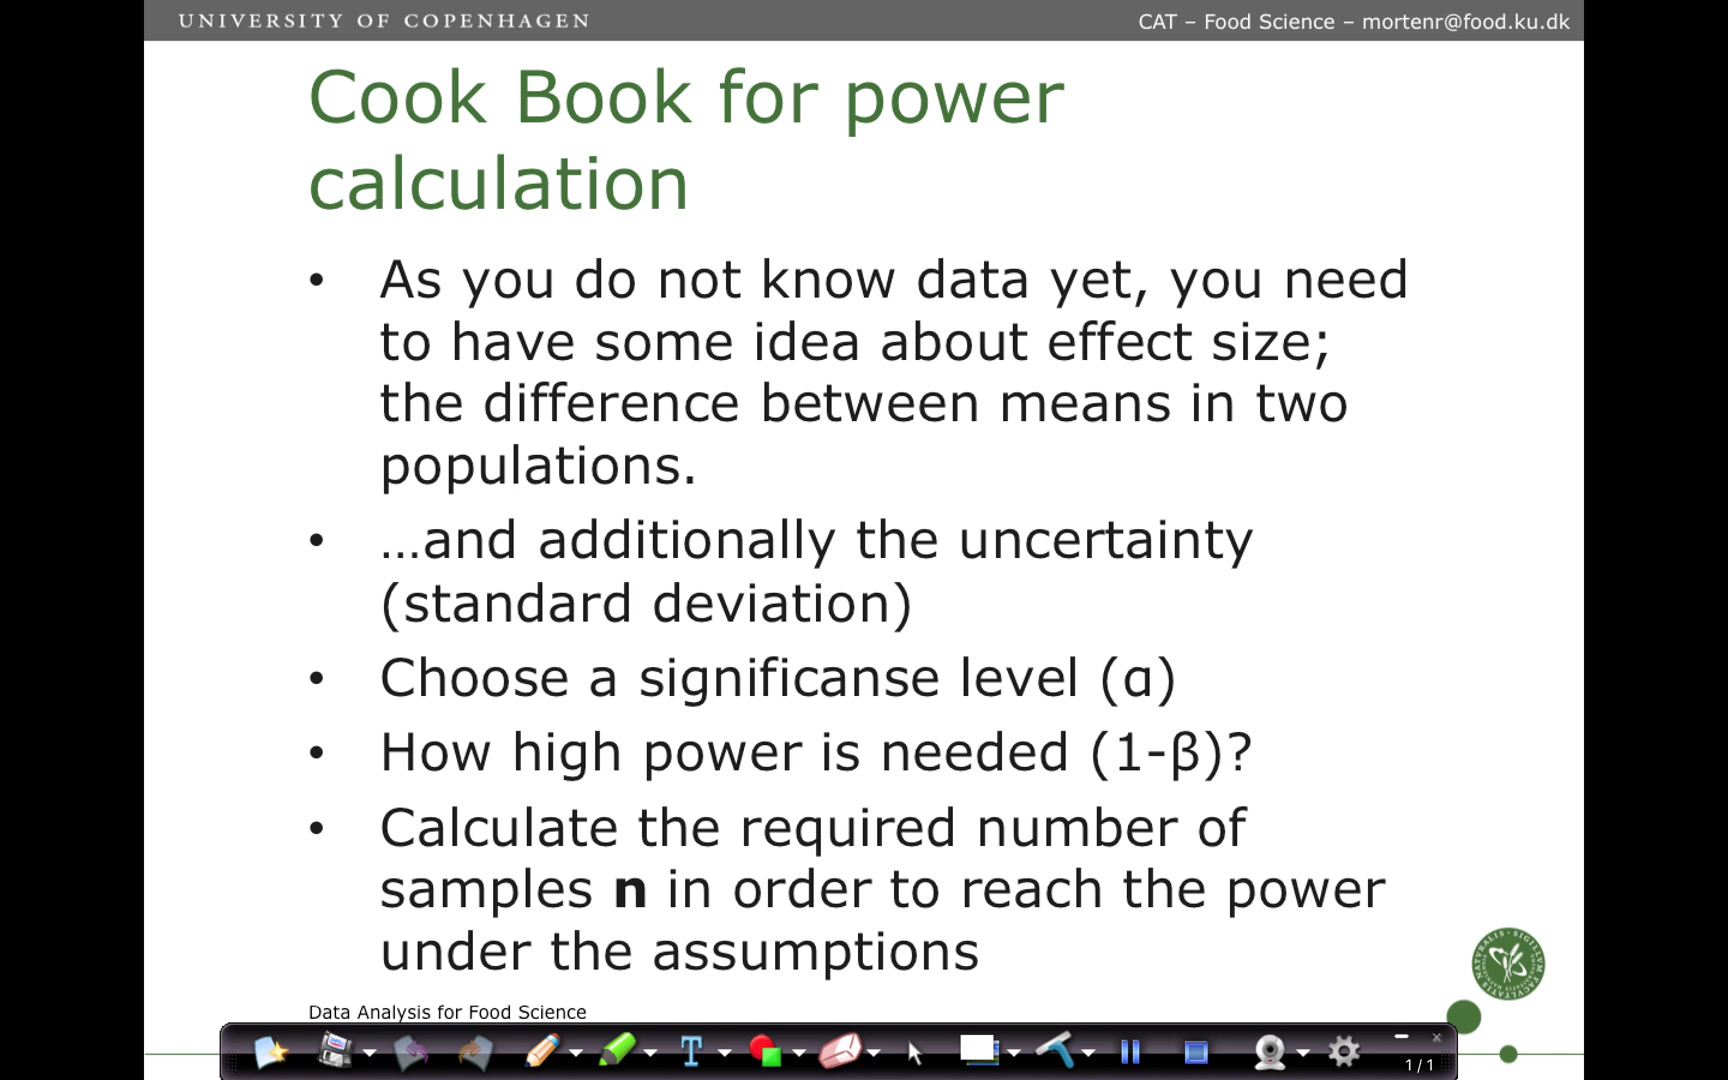 UNIVERSITY OF COPENHAGEN
CAT – Food Science – mortenr@food.ku.dk
Cook Book for power
calculation
• As you do not know data yet, you need
to have some idea about effect size;
the difference between means in two
populations.
• …and additionally the uncertainty
(standard deviation)
• Choose a significanse level (α)
• How high power is needed (1-β)?
• Calculate the required number of
samples n in order to reach the power
under the assumptions
Data Analysis for Food Science
T
1/1